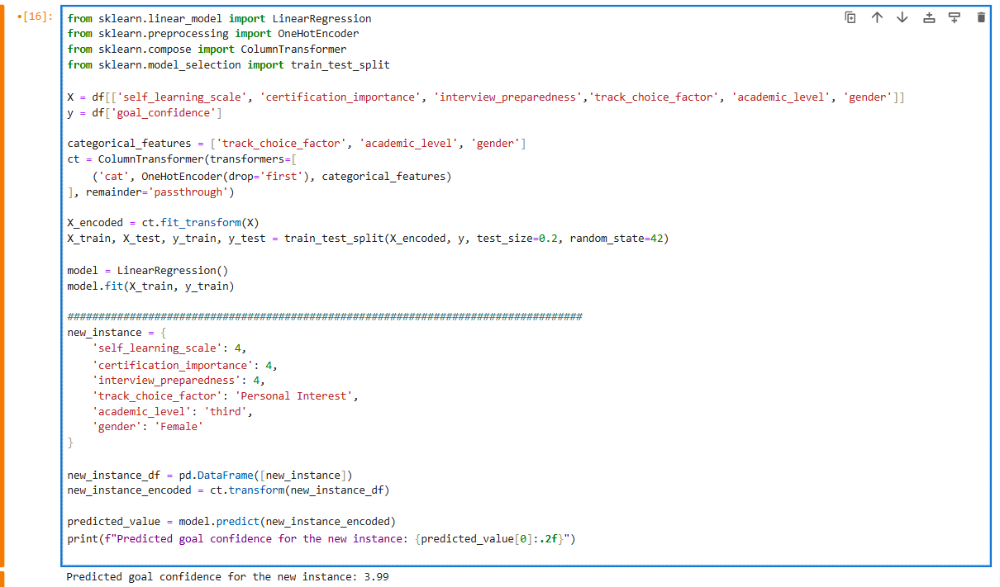 [16]:
from sklearn.linear_model import LinearRegression
from sklearn.preprocessing import OneHotEncoder
from sklearn.compose import ColumnTransformer
from sklearn.model_selection import train_test_split

X = df[['self_learning_scale', 'certification_importance', 'interview_preparedness','track_choice_factor', 'academic_level', 'gender']]
y = df['goal_confidence']

categorical_features = ['track_choice_factor', 'academic_level', 'gender']
ct = ColumnTransformer(transformers=[
    ('cat', OneHotEncoder(drop='first'), categorical_features)
], remainder='passthrough')

X_encoded = ct.fit_transform(X)
X_train, X_test, y_train, y_test = train_test_split(X_encoded, y, test_size=0.2, random_state=42)

model = LinearRegression()
model.fit(X_train, y_train)

###################################################################################
new_instance = {
    'self_learning_scale': 4,
    'certification_importance': 4,
    'interview_preparedness': 4,
    'track_choice_factor': 'Personal Interest',
    'academic_level': 'third',
    'gender': 'Female'
}

new_instance_df = pd.DataFrame([new_instance])
new_instance_encoded = ct.transform(new_instance_df)

predicted_value = model.predict(new_instance_encoded)
print(f"Predicted goal confidence for the new instance: {predicted_value[0]:.2f}")

Predicted goal confidence for the new instance: 3.99